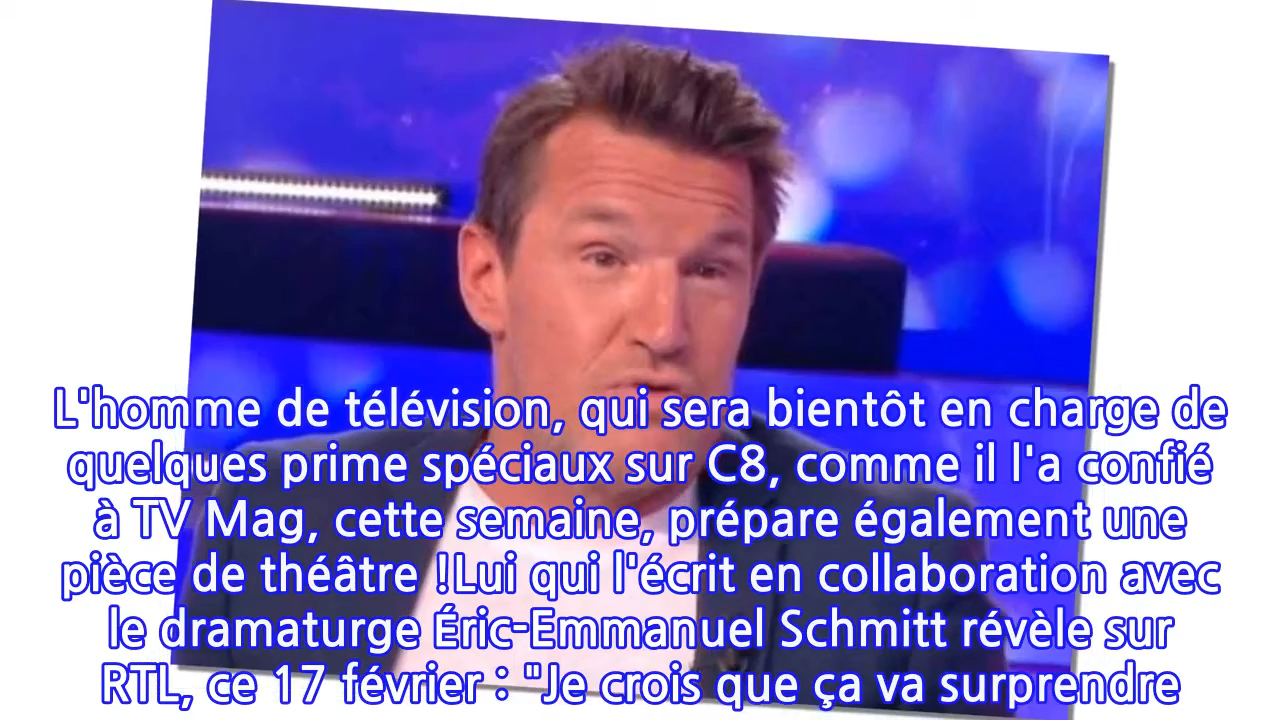 L'homme de télévision, qui sera bientôt en charge de
quelques prime spéciaux sur C8, comme il l'a confié
à TV Mag, cette semaine, prépare également une
pièce de théâtre !Lui qui l'écrit en collaboration avec
le dramaturge Éric-Emmanuel Schmitt révèle sur
RTL, ce 17 février : "Je crois que ça va surprendre